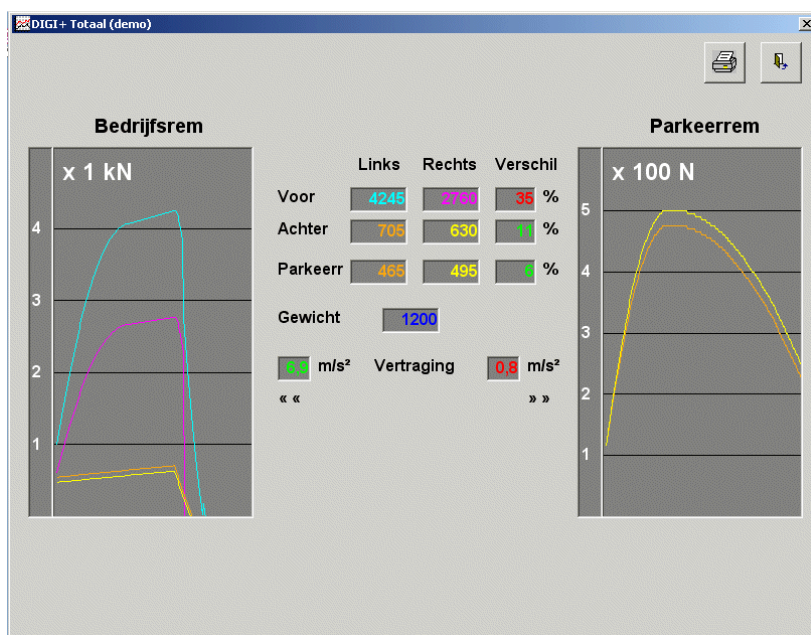 DIGI+ Totaal (demo)
Bedrijfsrem
Parkeerrem
x 1 kN
4
3
2
1
Links Rechts Verschil
Voor 4245 2760 35 %
Achter 705 630 11 %
Parkeerr 465 495 6 %
Gewicht 1200
6,9 m/s² Vertraging 0,8 m/s²
« « » »
x 100 N
5
4
3
2
1